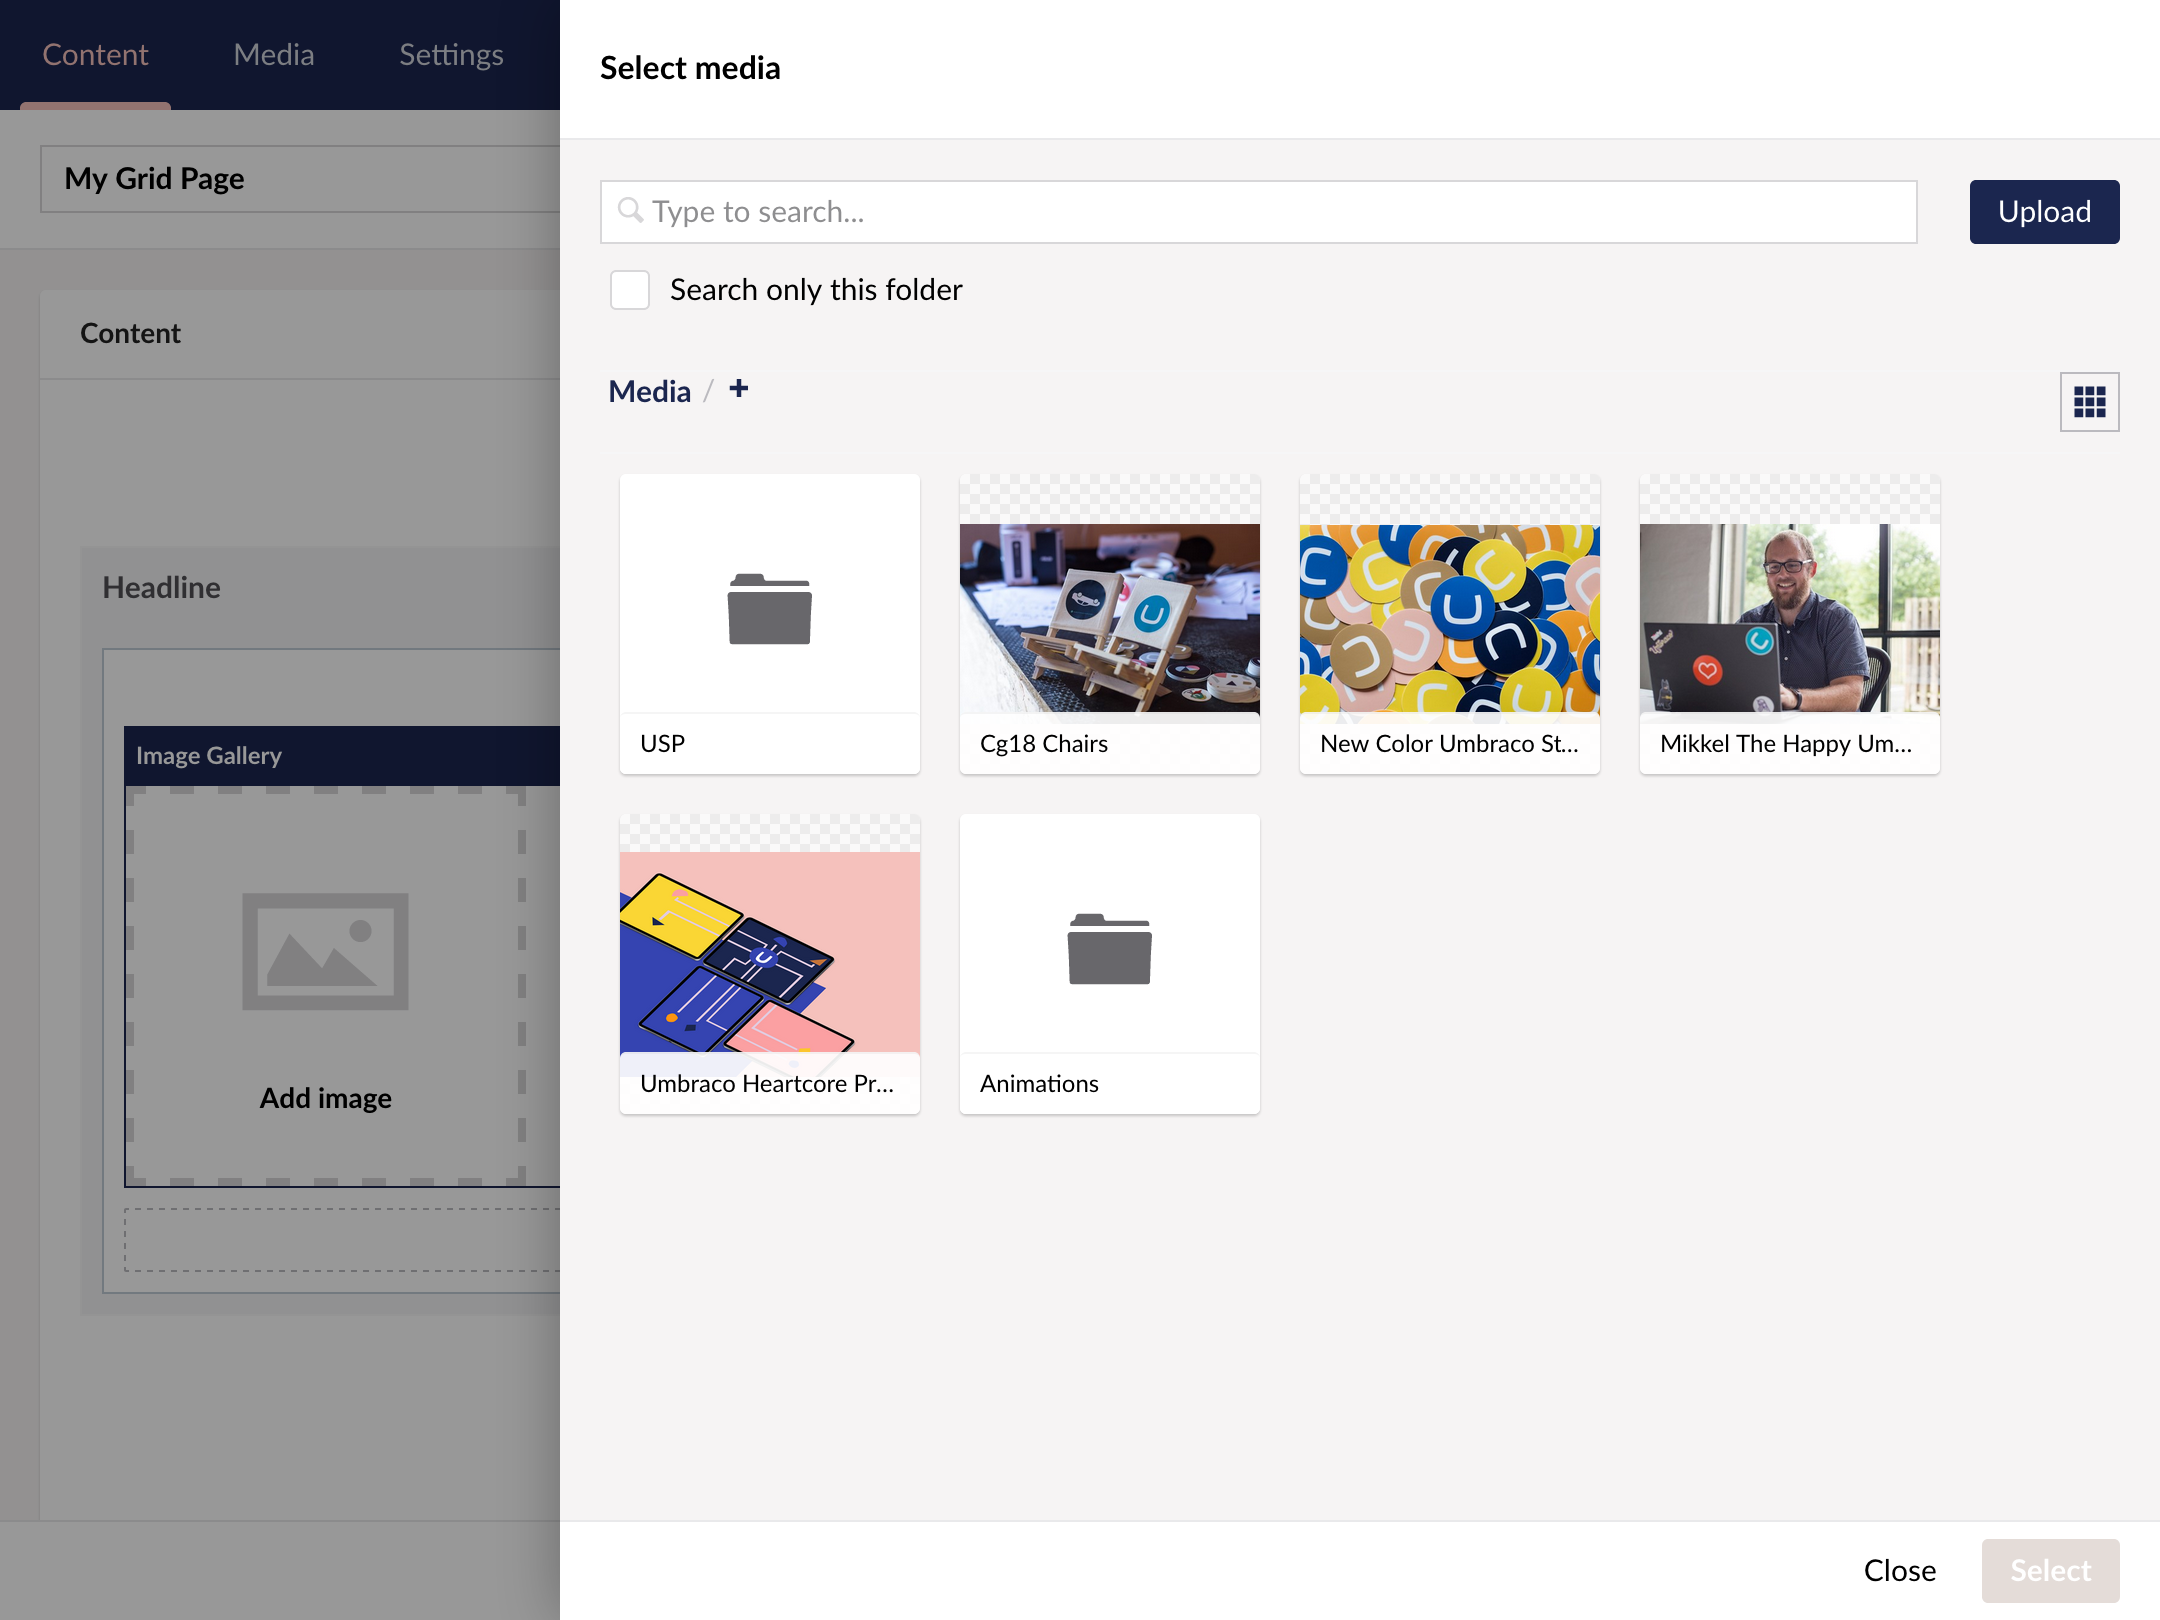 Content Media Settings
My Grid Page
Content
Headline
Image Gallery
Add image
Select media
Type to search...
Upload
Search only this folder
Media / +
USP
Cg18 Chairs
New Color Umbraco St...
Mikkel The Happy Um...
Umbraco Heartcore Pr...
Animations
Close
Select